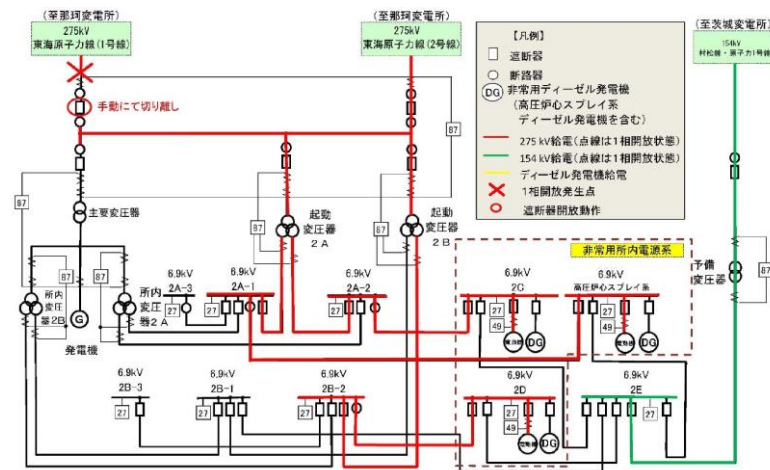 (至那珂変電所)
275kV
東海原子力線(1号線)
(至那珂変電所)
275kV
東海原子力線(2号線)
(至茨城変電所)
154kV
村松線・原子力1号線
【凡例】
遮断器
断路器
DG
非常用ディーゼル発電機
(高圧炉心スプレイ系
ディーゼル発電機を含む)
275 kV給電(点線は1相開放状態)
154 kV給電(点線は1相開放状態)
ディーゼル発電機給電
1相開放発生点
遮断器開放動作
手動にて切り離し
87
87
87
87
87
主要変圧器
起動
変圧器
2A
起動
変圧器
2B
予備
変圧器
87
87
非常用所内電源系
所内
変圧
器2B
G
発電機
所内
変圧
器2A
6.9kV
2A-3
27
6.9kV
2A-1
27
6.9kV
2A-2
27
6.9kV
2C
27
49
DG
6.9kV
高圧炉心スプレイ系
27
49
電動機
DG
6.9kV
2B-3
27
6.9kV
2B-1
27
6.9kV
2B-2
27
6.9kV
2D
27
49
電動機
DG
6.9kV
2E
27